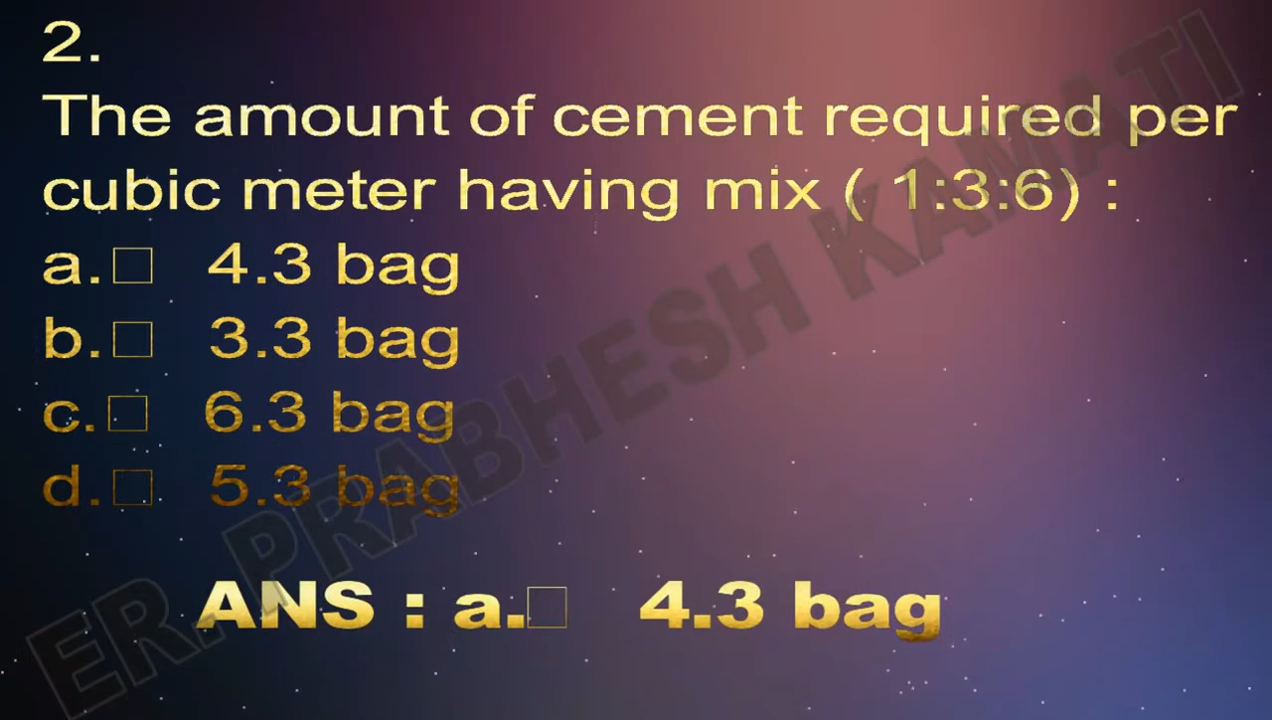 2.
The amount of cement required per
cubic meter having mix ( 1:3:6) :
a.□ 4.3 bag
b.□ 3.3 bag
c.□ 6.3 bag
d.□ 5.3 bag
ANS : a.□ 4.3 bag
ER. PRABHESH KAMATI